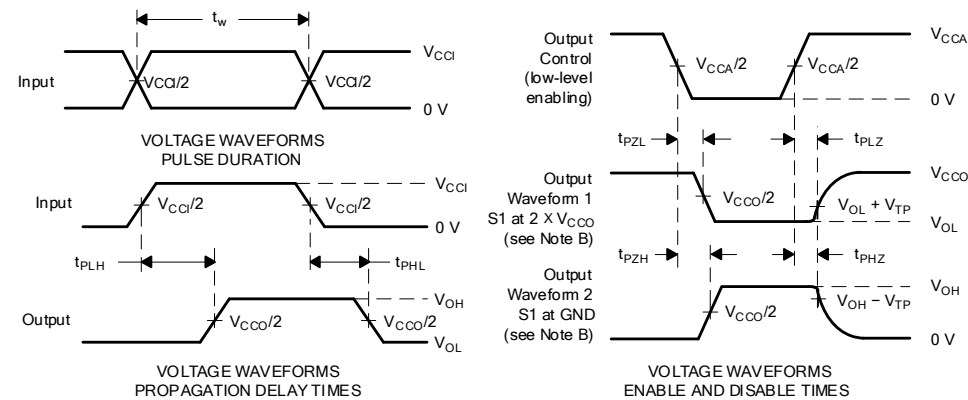 tw
VCCI
Input
VCCI/2
VCCI/2
0 V
VOLTAGE WAVEFORMS
PULSE DURATION
VCCI
Input
VCCI/2
VCCI/2
0 V
tPLH
tPHL
VOH
Output
VCCO/2
VCCO/2
VOL
VOLTAGE WAVEFORMS
PROPAGATION DELAY TIMES
Output
Control
(low-level
enabling)
VCCA
VCCA/2
VCCA/2
0 V
tPZL
tPLZ
Output
Waveform 1
S1 at 2 X VCCO
(see Note B)
VCCO
VCCO/2
VOL + VTP
VOL
tPZH
tPHZ
Output
Waveform 2
S1 at GND
(see Note B)
VOH
VCCO/2
VOH − VTP
0 V
VOLTAGE WAVEFORMS
ENABLE AND DISABLE TIMES